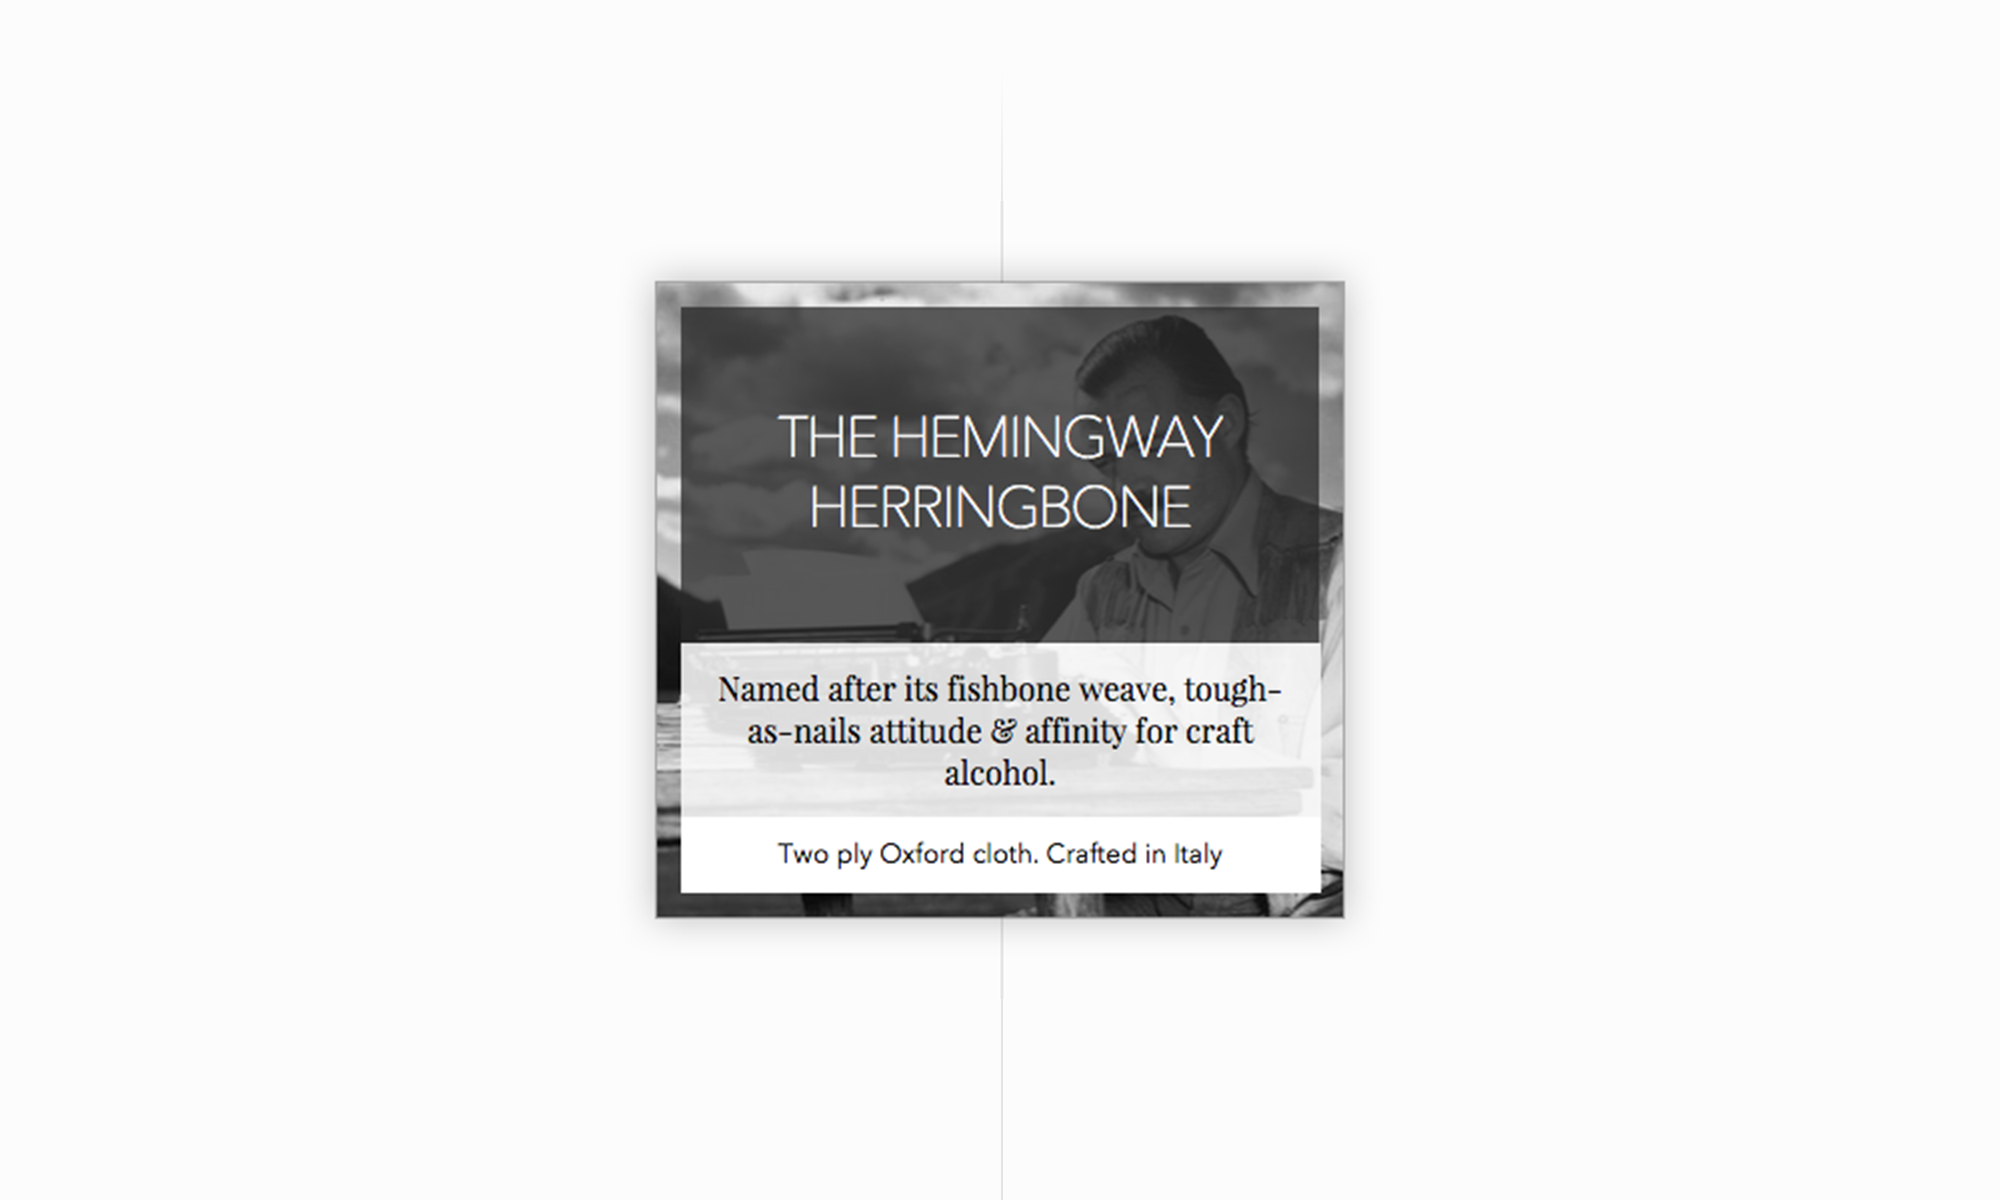 THE HEMINGWAY
HERRINGBONE
Named after its fishbone weave, tough-
as-nails attitude & affinity for craft
alcohol.
Two ply Oxford cloth. Crafted in Italy